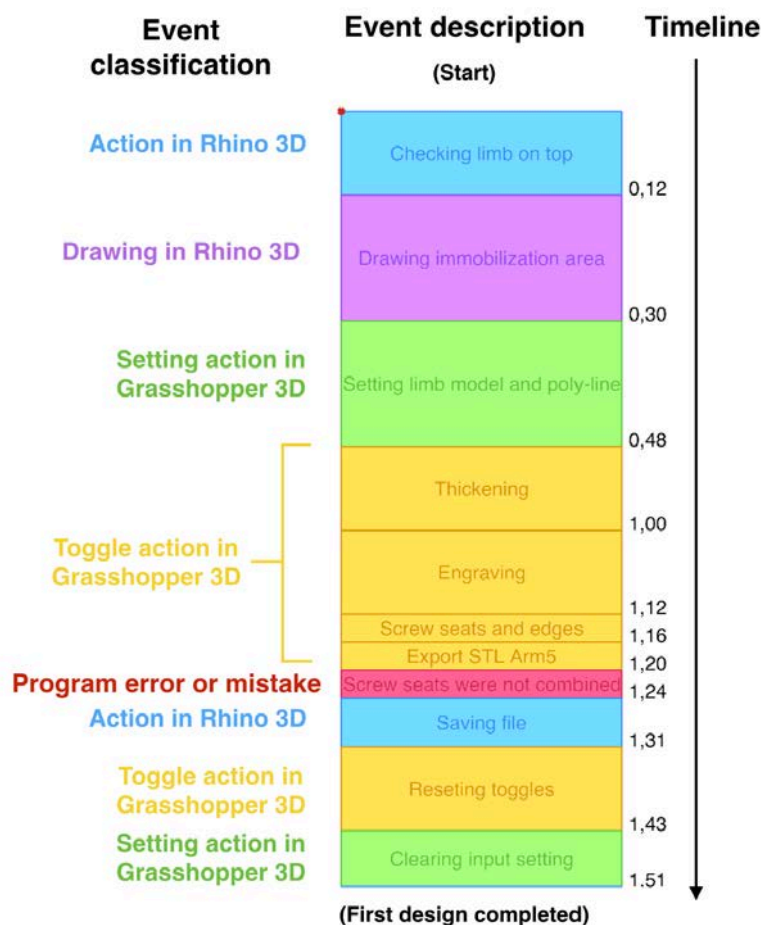 Event
classification
Event description
Timeline
(Start)
Action in Rhino 3D
Checking limb on top
0,12
Drawing in Rhino 3D
Drawing immobilization area
0,30
Setting action in
Grasshopper 3D
Setting limb model and poly-line
0,48
Toggle action in
Grasshopper 3D
Thickening
1,00
Engraving
1,12
Screw seats and edges
1,16
Export STL Arm5
1,20
Program error or mistake
Screw seats were not combined
1,24
Action in Rhino 3D
Saving file
1,31
Toggle action in
Grasshopper 3D
Reseting toggles
1,43
Setting action in
Grasshopper 3D
Clearing input setting
1.51
(First design completed)